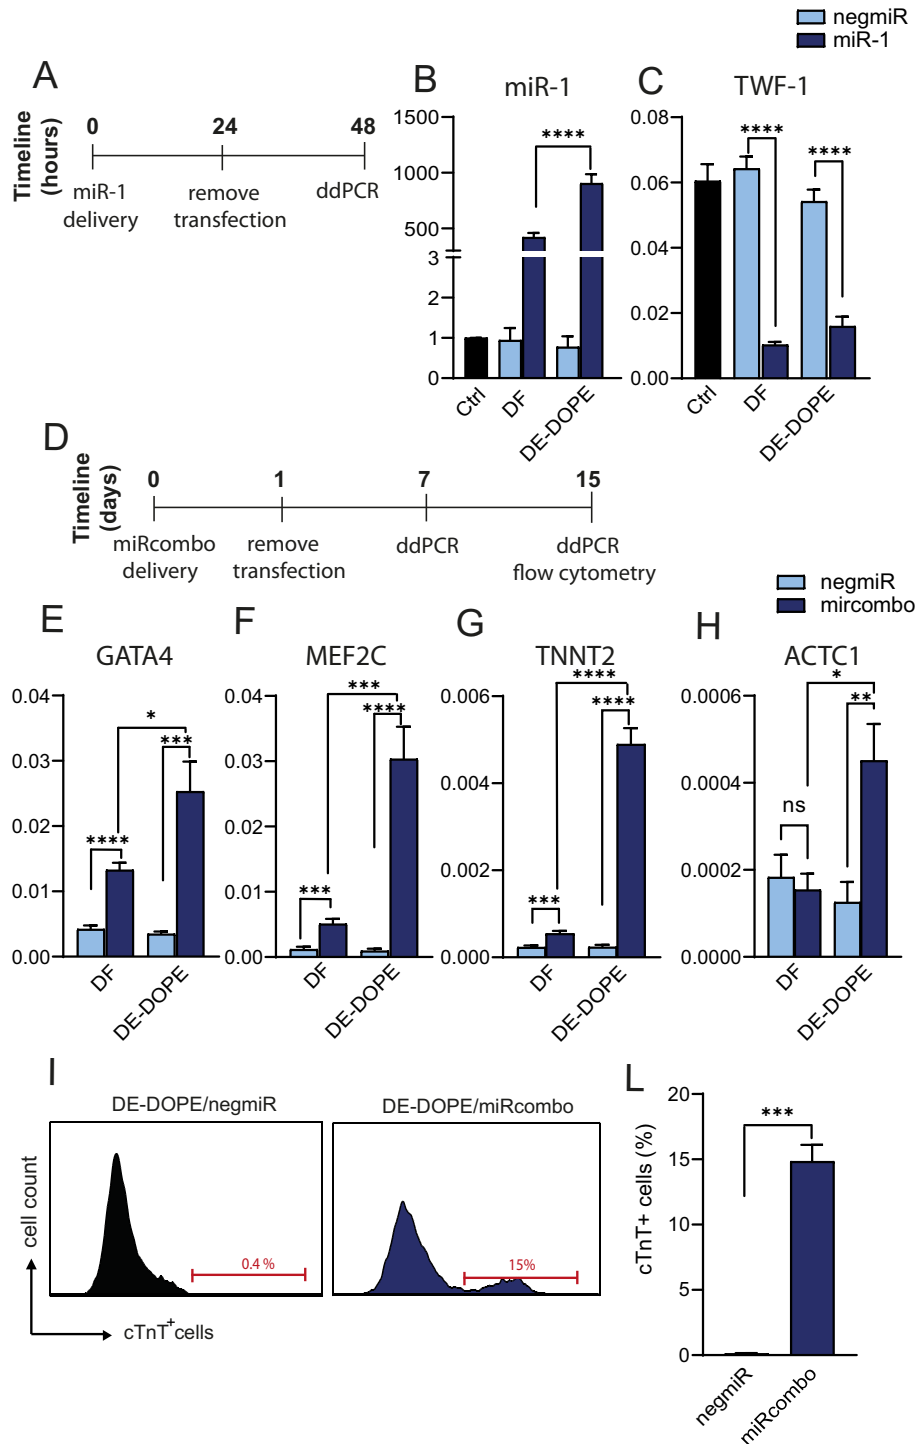 negmiR
miR-1
A
Timeline
(hours)
0
24
48
miR-1
delivery
remove
transfection
ddPCR
B
miR-1
1500
1000
500
3
2
1
0
****
Ctrl
DF
DE-DOPE
C
TWF-1
0.08
0.06
0.04
0.02
0.00
****
****
Ctrl
DF
DE-DOPE
D
Timeline
(days)
0
1
7
15
miRcombo
delivery
remove
transfection
ddPCR
ddPCR
flow cytometry
negmiR
mircombo
E
GATA4
0.04
0.03
0.02
0.01
0.00
*
***
****
DF
DE-DOPE
F
MEF2C
0.04
0.03
0.02
0.01
0.00
***
****
***
DF
DE-DOPE
G
TNNT2
0.006
0.004
0.002
0.000
****
****
***
DF
DE-DOPE
H
ACTC1
0.0006
0.0004
0.0002
0.0000
*
**
ns
DF
DE-DOPE
I
DE-DOPE/negmiR
DE-DOPE/miRcombo
cell count
0.4 %
15%
cTnT+cells
L
cTnT+ cells (%)
20
15
10
5
0
***
negmiR
miRcombo